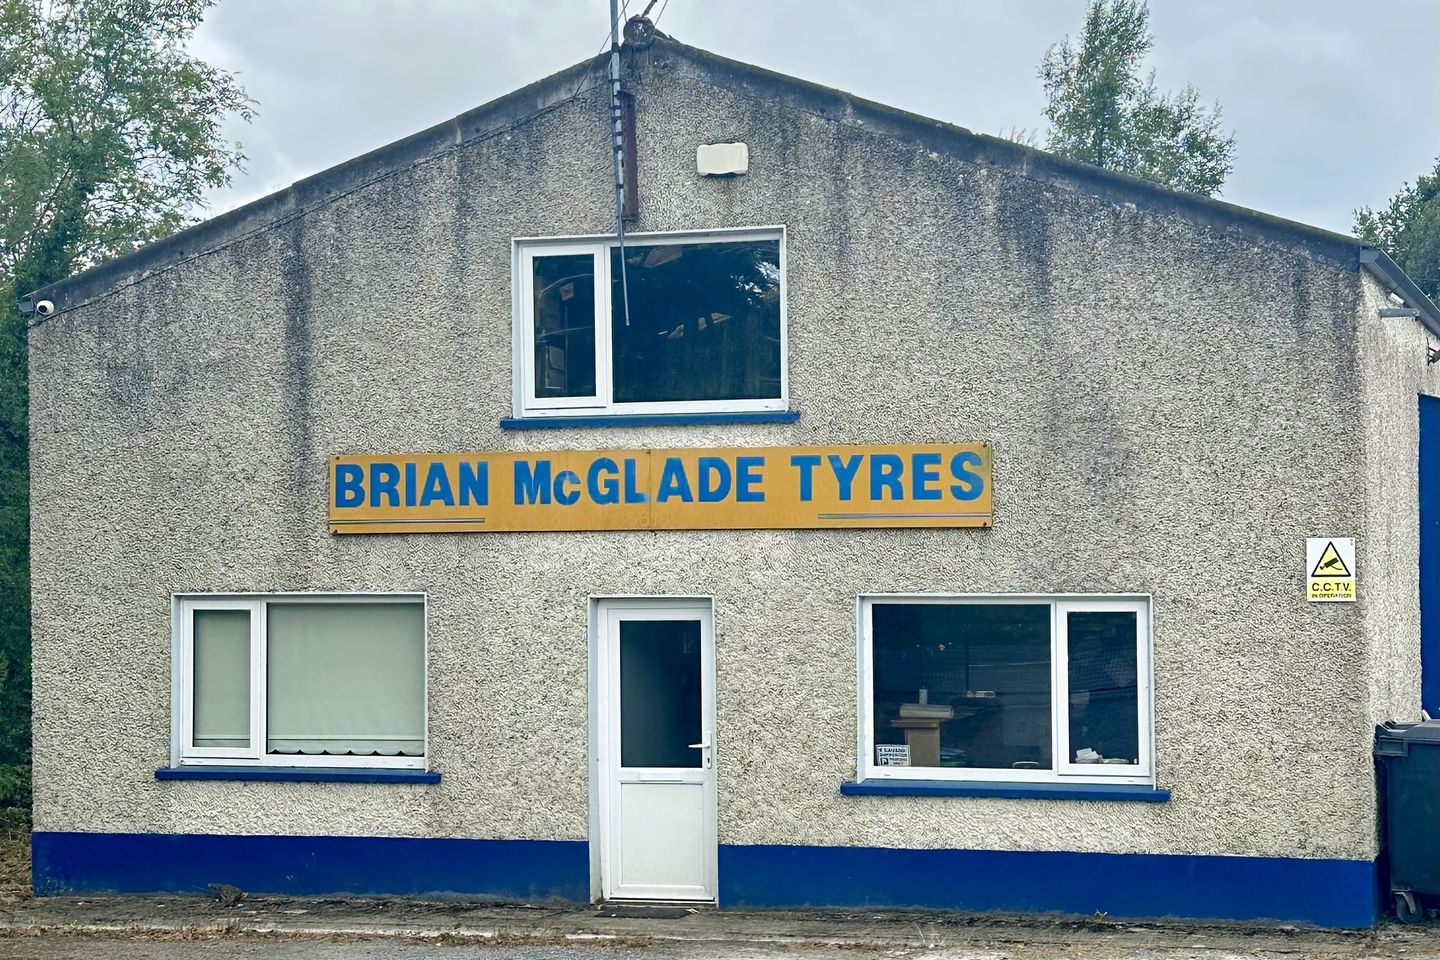 BRIAN McGLADE TYRES
C.C.T.V.
IN OPERATION